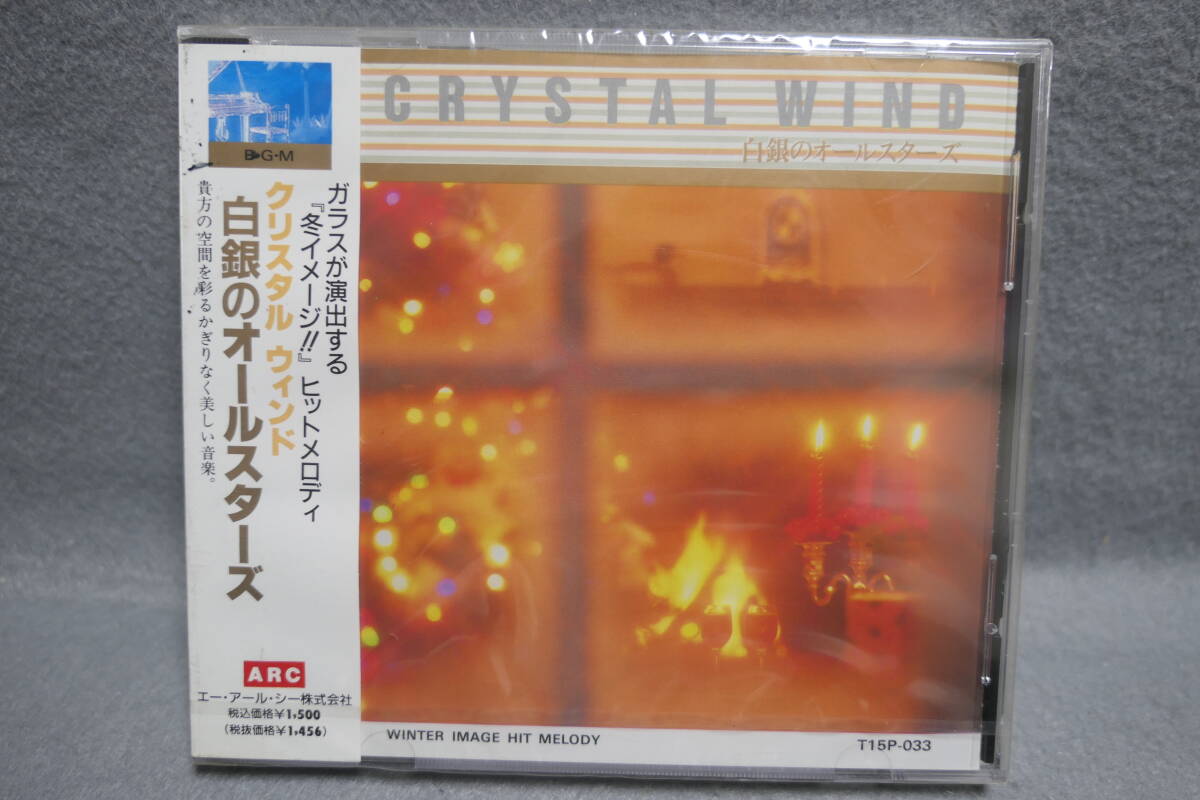 B・G・M
ガラスが演出する
『冬イメージ!!』ヒットメロディ
クリスタル ウィンド
白銀のオールスターズ
貴方の空間を彩るかぎりなく美しい音楽。
ARC
エー・アール・シー株式会社
税込価格¥1,500
(税抜価格¥1,456)
CRYSTAL WIND
白銀のオールスターズ
WINTER IMAGE HIT MELODY
T15P-033